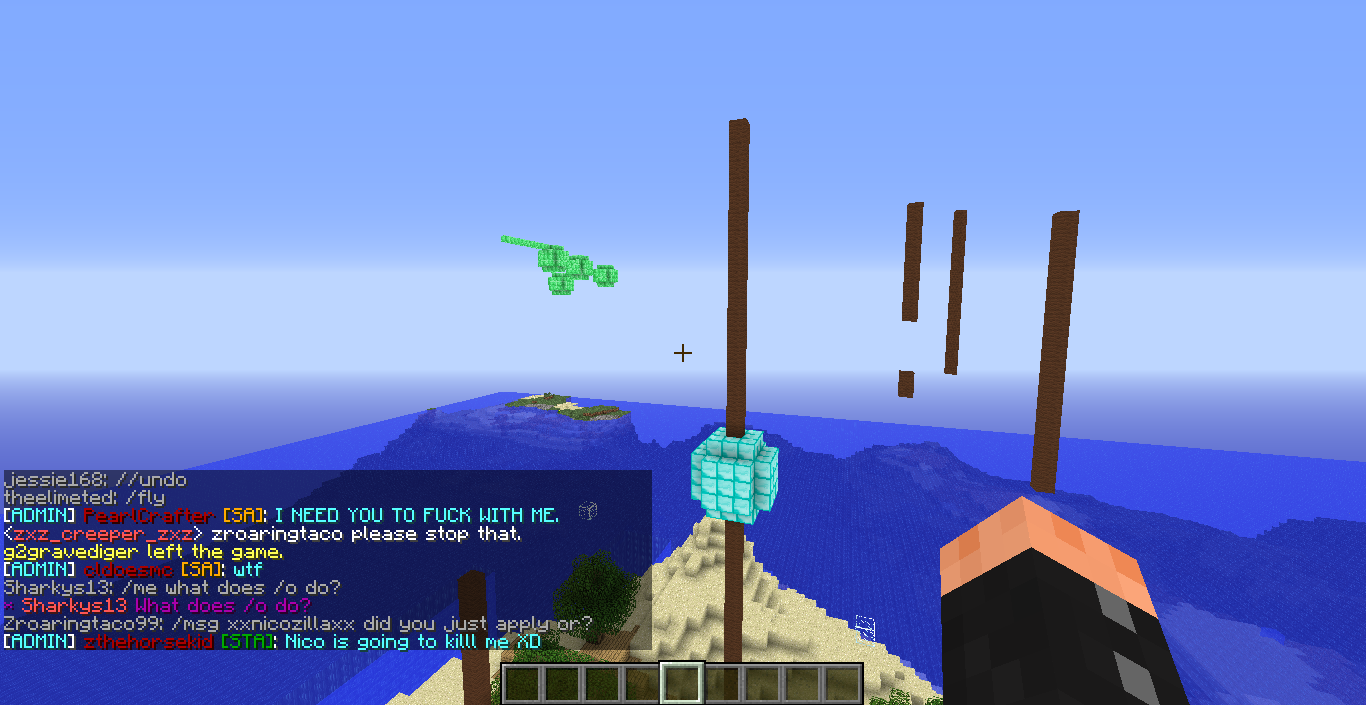 jessie168: //undo
theelimeted: /fly
[ADMIN] PearlCrafter [SA]: I NEED YOU TO FUCK WITH ME.
<zxz_creeper_zxz> zroaringtaco please stop that.
g2gravediger left the game.
[ADMIN] cldoesmc [SA]: wtf
Sharkys13: /me what does /o do?
* Sharkys13 What does /o do?
Zroaringtaco99: /msg xxnicozillaxx did you just apply or?
[ADMIN] zthehorsekid [STA]: Nico is going to killl me XD